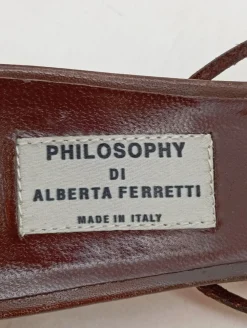 PHILOSOPHY
DI
ALBERTA FERRETTI
MADE IN ITALY